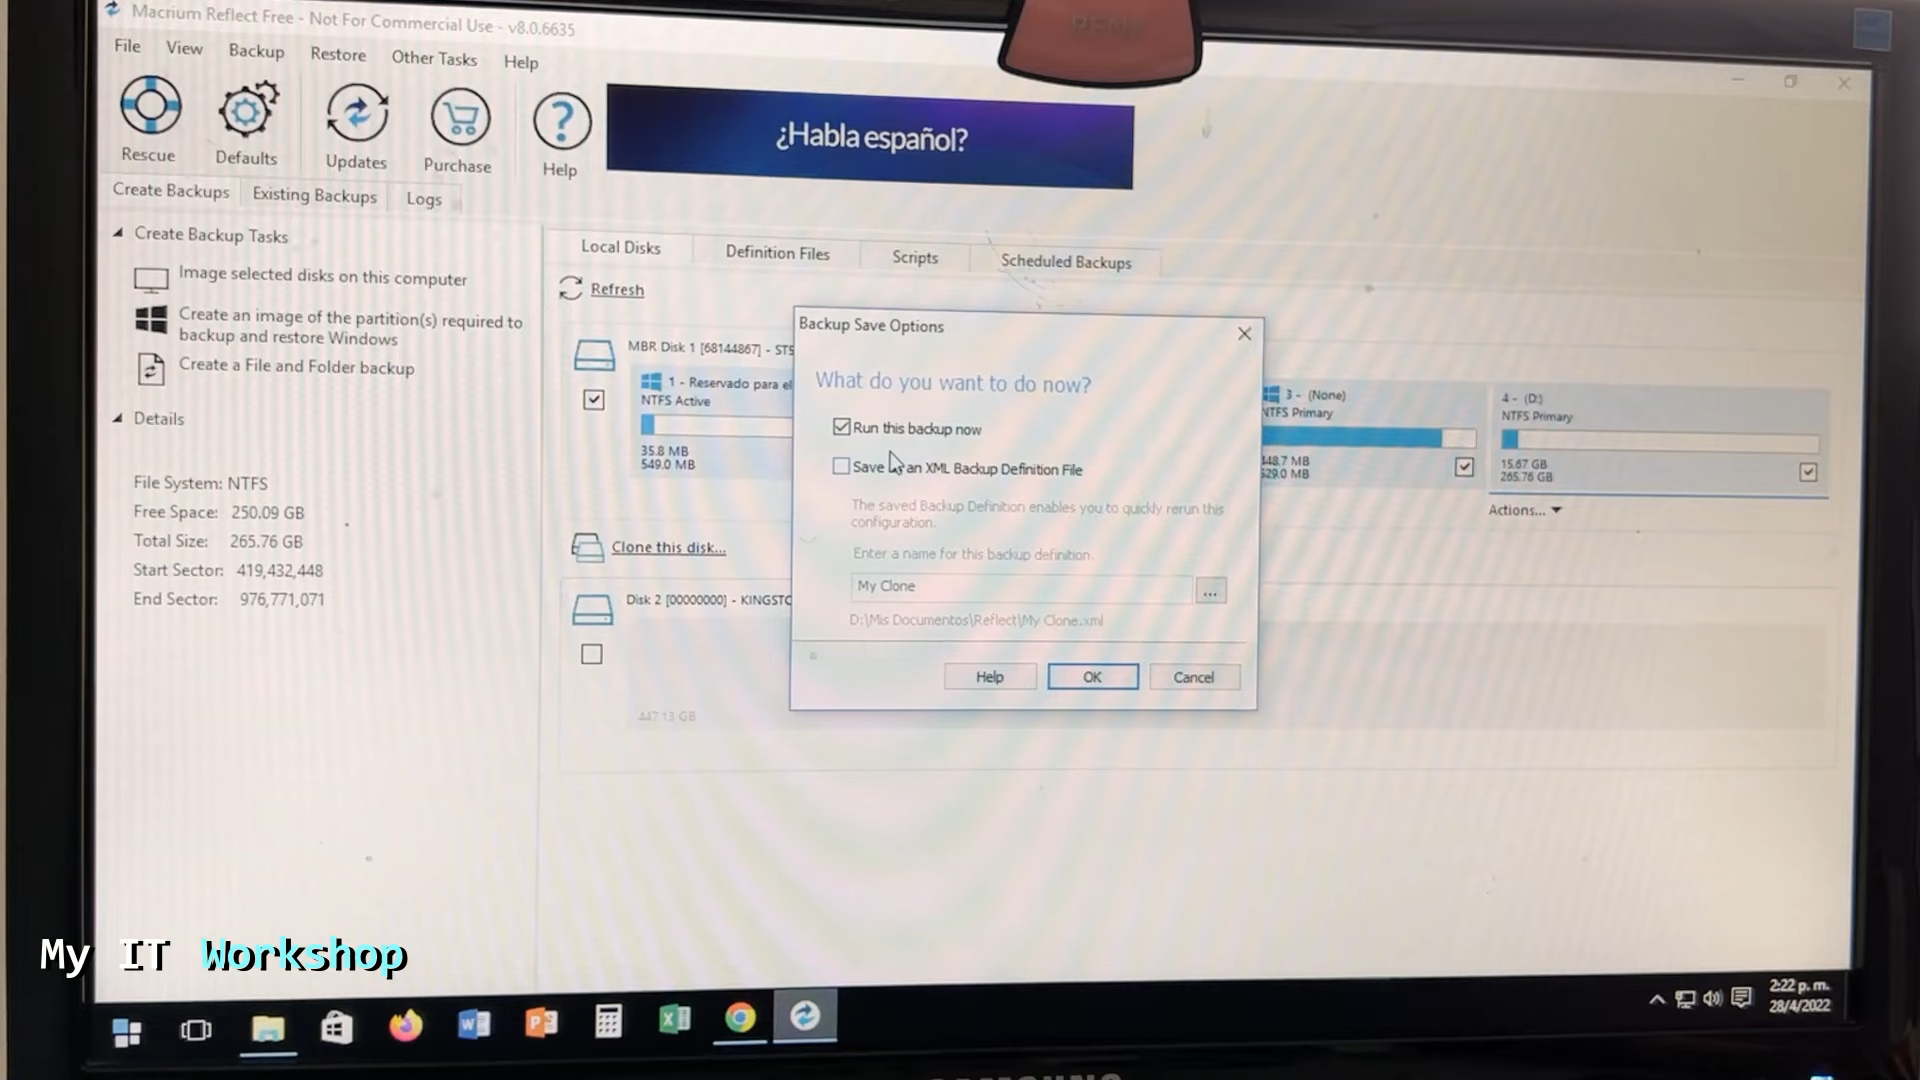 Macrium Reflect Free - Not For Commercial Use - v8.0.6635
File View Backup Restore Other Tasks Help
Rescue Defaults Updates Purchase Help
¿Habla español?
Create Backups Existing Backups Logs
Create Backup Tasks
Image selected disks on this computer
Create an image of the partition(s) required to
backup and restore Windows
Create a File and Folder backup
Details
File System: NTFS
Free Space: 250.09 GB
Total Size: 265.76 GB
Start Sector: 419,432,448
End Sector: 976,771,071
Local Disks Definition Files Scripts Scheduled Backups
Refresh
MBR Disk 1 [68144867] -
1 - Reservado para el
NTFS Active
35.8 MB
549.0 MB
3 - (None)
NTFS Primary
448.7 MB
529.0 MB
4 - (D:)
NTFS Primary
15.67 GB
265.76 GB
Actions...
Clone this disk...
Disk 2 [00000000] -
447.13 GB
Backup Save Options
What do you want to do now?
Run this backup now
Save an XML Backup Definition File
The saved Backup Definition enables you to quickly rerun this
configuration.
Enter a name for this backup definition.
My Clone
...
D:\Mis Documentos\Reflect\My Clone.xml
Help OK Cancel
My IT Workshop
2:22 p. m.
28/4/2022